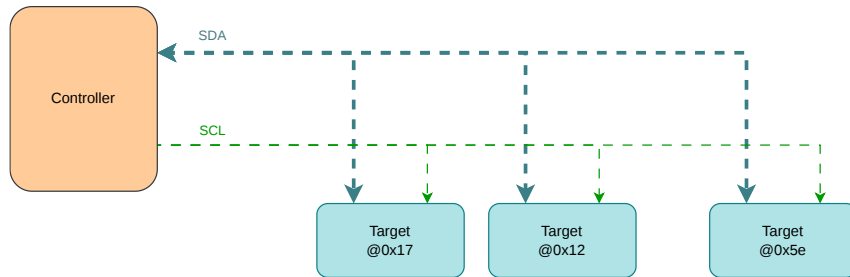 SDA
Controller
SCL
Target
@0x17
Target
@0x12
Target
@0x5e